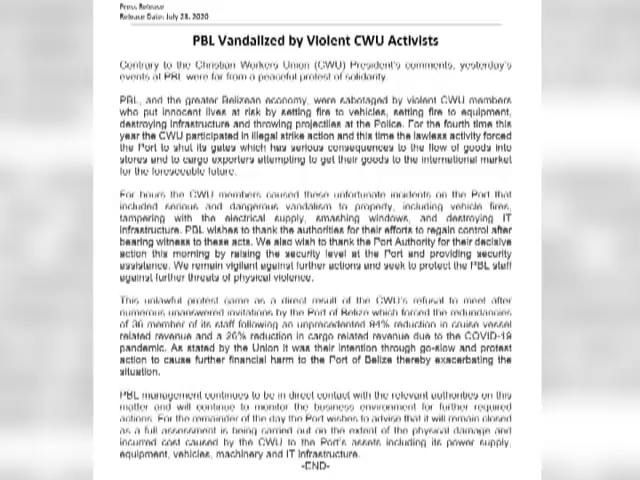 Press Release
Release Date: July 28, 2020
PBL Vandalized by Violent CWU Activists
Contrary to the Christian Workers Union (CWU) President's comments, yesterday's
events at PBL were far from a peaceful protest of solidarity.
PBL, and the greater Belizean economy, were sabotaged by violent CWU members
who put innocent lives at risk by setting fire to vehicles, setting fire to equipment,
destroying infrastructure and throwing projectiles at the Police. For the fourth time this
year the CWU participated in illegal strike action and this time the lawless activity forced
the Port to shut its gates which has serious consequences to the flow of goods into
stores and to cargo exporters attempting to get their goods to the international market
for the foreseeable future.
For hours the CWU members caused these unfortunate incidents on the Port that
included serious and dangerous vandalism to property, including vehicle fires,
tampering with the electrical supply, smashing windows, and destroying IT
infrastructure. PBL wishes to thank the authorities for their efforts to regain control after
bearing witness to these acts. We also wish to thank the Port Authority for their decisive
action this morning by raising the security level at the Port and providing security
assistance. We remain vigilant against further actions and seek to protect the PBL staff
against further threats of physical violence.
This unlawful protest came as a direct result of the CWU's refusal to meet after
numerous unanswered invitations by the Port of Belize which forced the redundancies
of 36 member of its staff following an unprecedented 84% reduction in cruise vessel
related revenue and a 26% reduction in cargo related revenue due to the COVID-19
pandemic. As stated by the Union it was their intention through go-slow and protest
action to cause further financial harm to the Port of Belize thereby exacerbating the
situation.
PBL management continues to be in direct contact with the relevant authorities on this
matter and will continue to monitor the business environment for further required
actions. For the remainder of the day the Port wishes to advise that it will remain closed
as a full assessment is being carried out on the extent of the physical damage and
incurred cost caused by the CWU to the Port's assets including its power supply,
equipment, vehicles, machinery and IT Infrastructure.
-END-